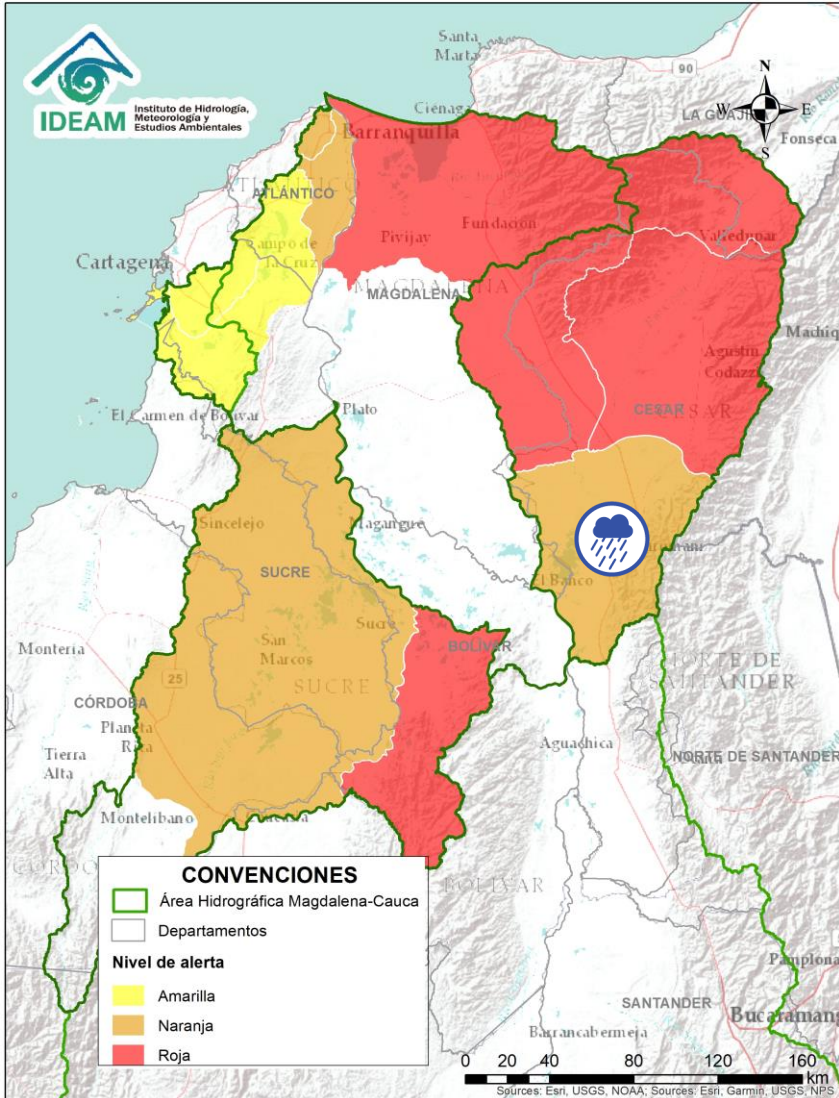 IDEAM
Instituto de Hidrología,
Meteorología y
Estudios Ambientales
Santa
Marta
90
N
W
E
S
Ciénaga
LA GUAJIR
Fonseca
Barranquilla
ATLÁNTICO
Fundación
Pivijay
Valledupar
Campo de
la Cruz
Cartagena
MAGDALENA
MAGDALENA
Agustín
Codazzi
El Carmen de Bolívar
Plato
CESAR
CESAR
Sincelejo
Magangué
SUCRE
El Banco
Sucre
BOLÍVAR
Montería
San
Marcos
NORTE DE
SANTANDER
25
SUCRE
CÓRDOBA
Planeta
Rica
Aguachica
Tierra
Alta
NORTE DE SANTANDER
Montelíbano
CONVENCIONES
Área Hidrográfica Magdalena-Cauca
Departamentos
Nivel de alerta
Amarilla
Naranja
Roja
BOLÍVAR
Pamplona
SANTANDER
Bucaramang
Barrancabermeja
0 20 40 80 120 160
km
Sources: Esri, USGS, NOAA; Sources: Esri, Garmin, USGS, NPS